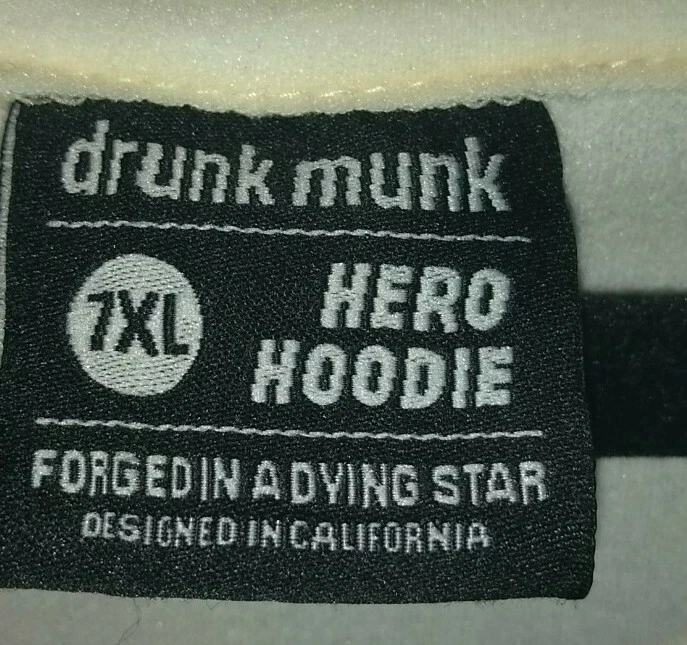 drunk munk
7XL
HERO
HOODIE
FORGED IN A DYING STAR
DESIGNED IN CALIFORNIA